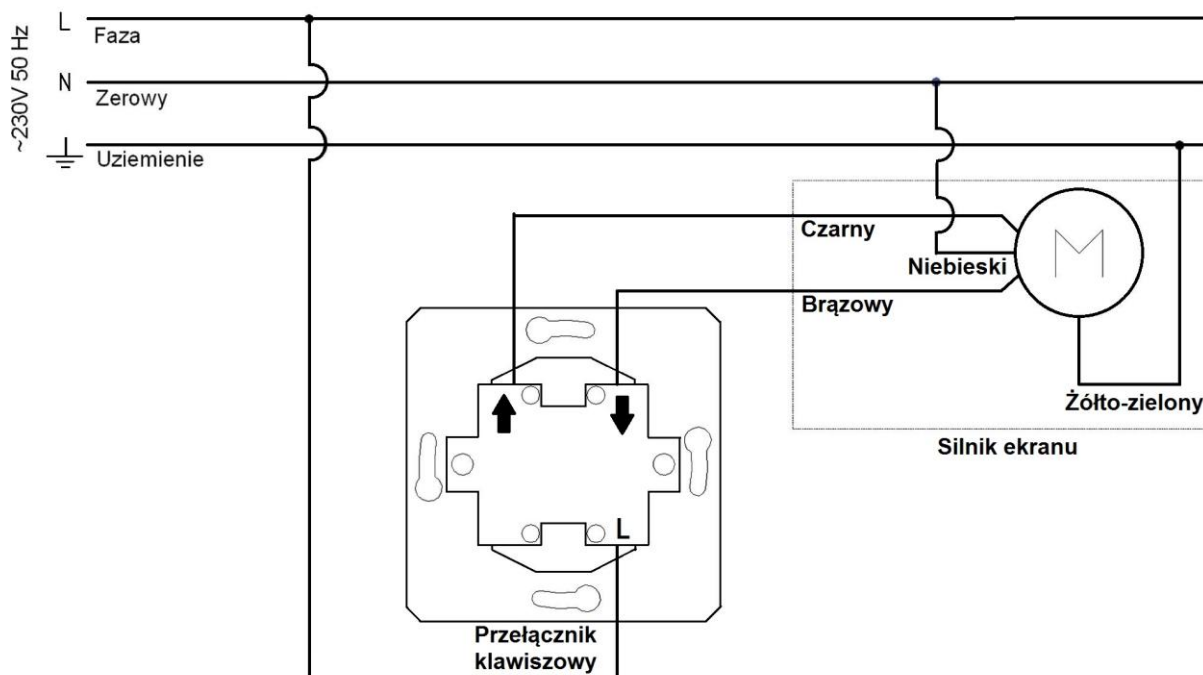 ~230V 50 Hz
L
Faza
N
Zerowy
Uziemienie
Czarny
Niebieski
M
Brązowy
Żółto-zielony
Silnik ekranu
L
Przełącznik
klawiszowy